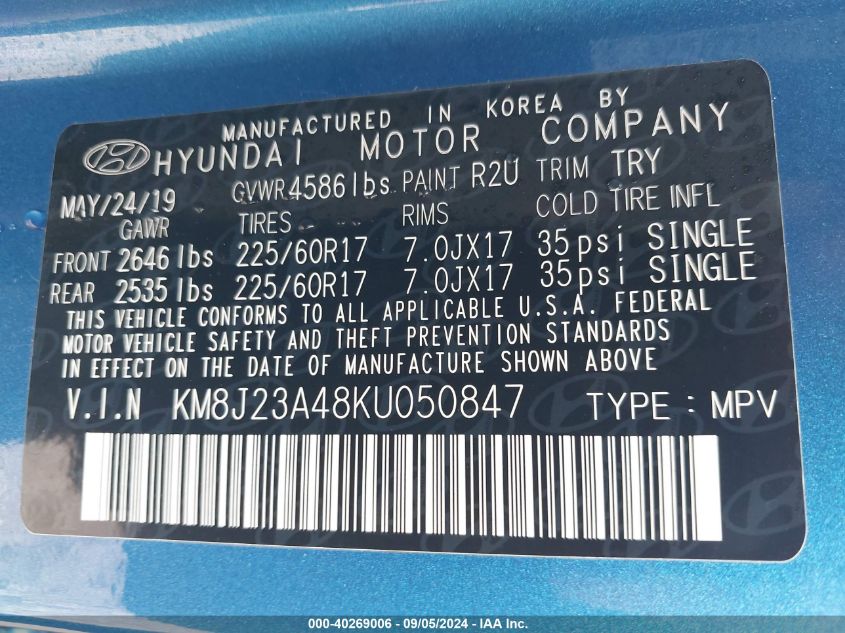 MANUFACTURED IN KOREA BY
HYUNDAI MOTOR COMPANY
MAY/24/19 GVWR 4586 lbs PAINT R2U TRIM TRY
GAWR TIRES RIMS COLD TIRE INFL
FRONT 2646 lbs 225/60R17 7.0JX17 35psi SINGLE
REAR 2535 lbs 225/60R17 7.0JX17 35psi SINGLE
THIS VEHICLE CONFORMS TO ALL APPLICABLE U.S.A. FEDERAL
MOTOR VEHICLE SAFETY AND THEFT PREVENTION STANDARDS
IN EFFECT ON THE DATE OF MANUFACTURE SHOWN ABOVE
V.I.N KM8J23A48KU050847 TYPE : MPV
000-40269006 - 09/05/2024 - IAA Inc.